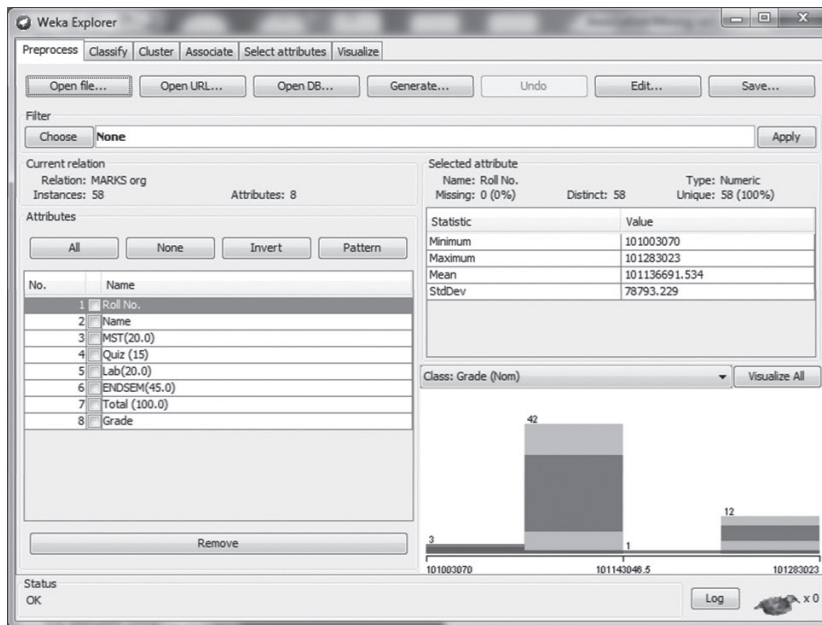 Weka Explorer
Preprocess Classify Cluster Associate Select attributes Visualize
Open file... Open URL... Open DB... Generate... Undo Edit... Save...
Filter
Choose None Apply
Current relation
Relation: MARKS org
Instances: 58 Attributes: 8
Attributes
All None Invert Pattern
No. Name
1 Roll No.
2 Name
3 MST(20.0)
4 Quiz (15)
5 Lab(20.0)
6 ENDSEM(45.0)
7 Total (100.0)
8 Grade
Remove
Selected attribute
Name: Roll No. Type: Numeric
Missing: 0 (0%) Distinct: 58 Unique: 58 (100%)
Statistic Value
Minimum 101003070
Maximum 101283023
Mean 101136691.534
StdDev 78793.229
Class: Grade (Nom) Visualize All
42
12
3
1
101003070 101143046.5 101283023
Status
OK
Log x 0